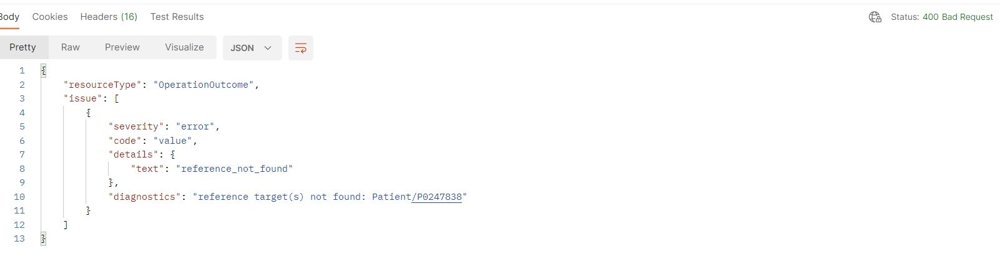 Body Cookies Headers (16) Test Results Status: 400 Bad Request
Pretty Raw Preview Visualize JSON
1 {
2 "resourceType": "OperationOutcome",
3 "issue": [
4 {
5 "severity": "error",
6 "code": "value",
7 "details": {
8 "text": "reference_not_found"
9 },
10 "diagnostics": "reference target(s) not found: Patient/P0247838"
11 }
12 ]
13 }